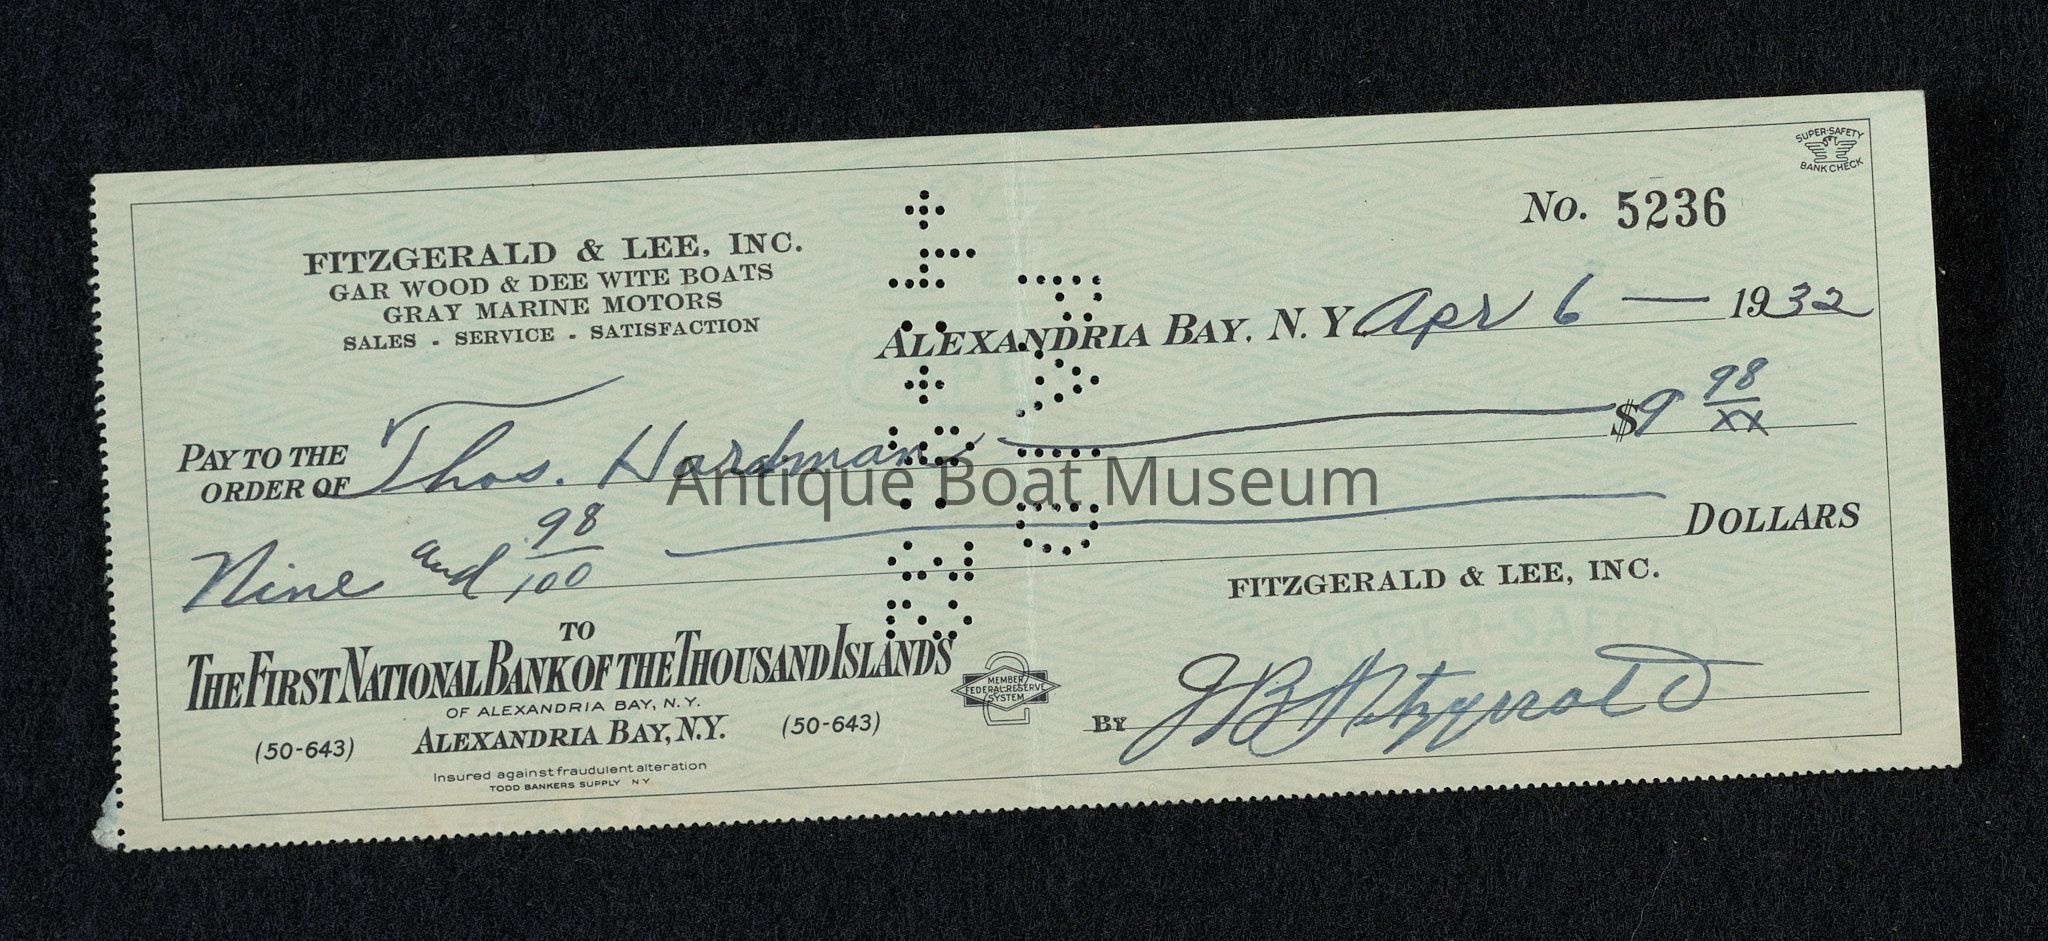 SUPER-SAFETY
BANK CHECK
No. 5236
FITZGERALD & LEE, INC.
GAR WOOD & DEE WITE BOATS
GRAY MARINE MOTORS
SALES - SERVICE - SATISFACTION
ALEXANDRIA BAY, N. Y. Apr 6 — 1932
PAY TO THE ORDER OF Thos. Hardman $9 98/XX
Nine and 98/100 DOLLARS
FITZGERALD & LEE, INC.
TO
THE FIRST NATIONAL BANK OF THE THOUSAND ISLANDS
OF ALEXANDRIA BAY, N.Y.
(50-643) ALEXANDRIA BAY, N.Y. (50-643)
MEMBER
FEDERAL RESERVE
SYSTEM
BY J B Fitzgerald
Insured against fraudulent alteration
TODD BANKERS SUPPLY NY
PAID
Antique Boat Museum